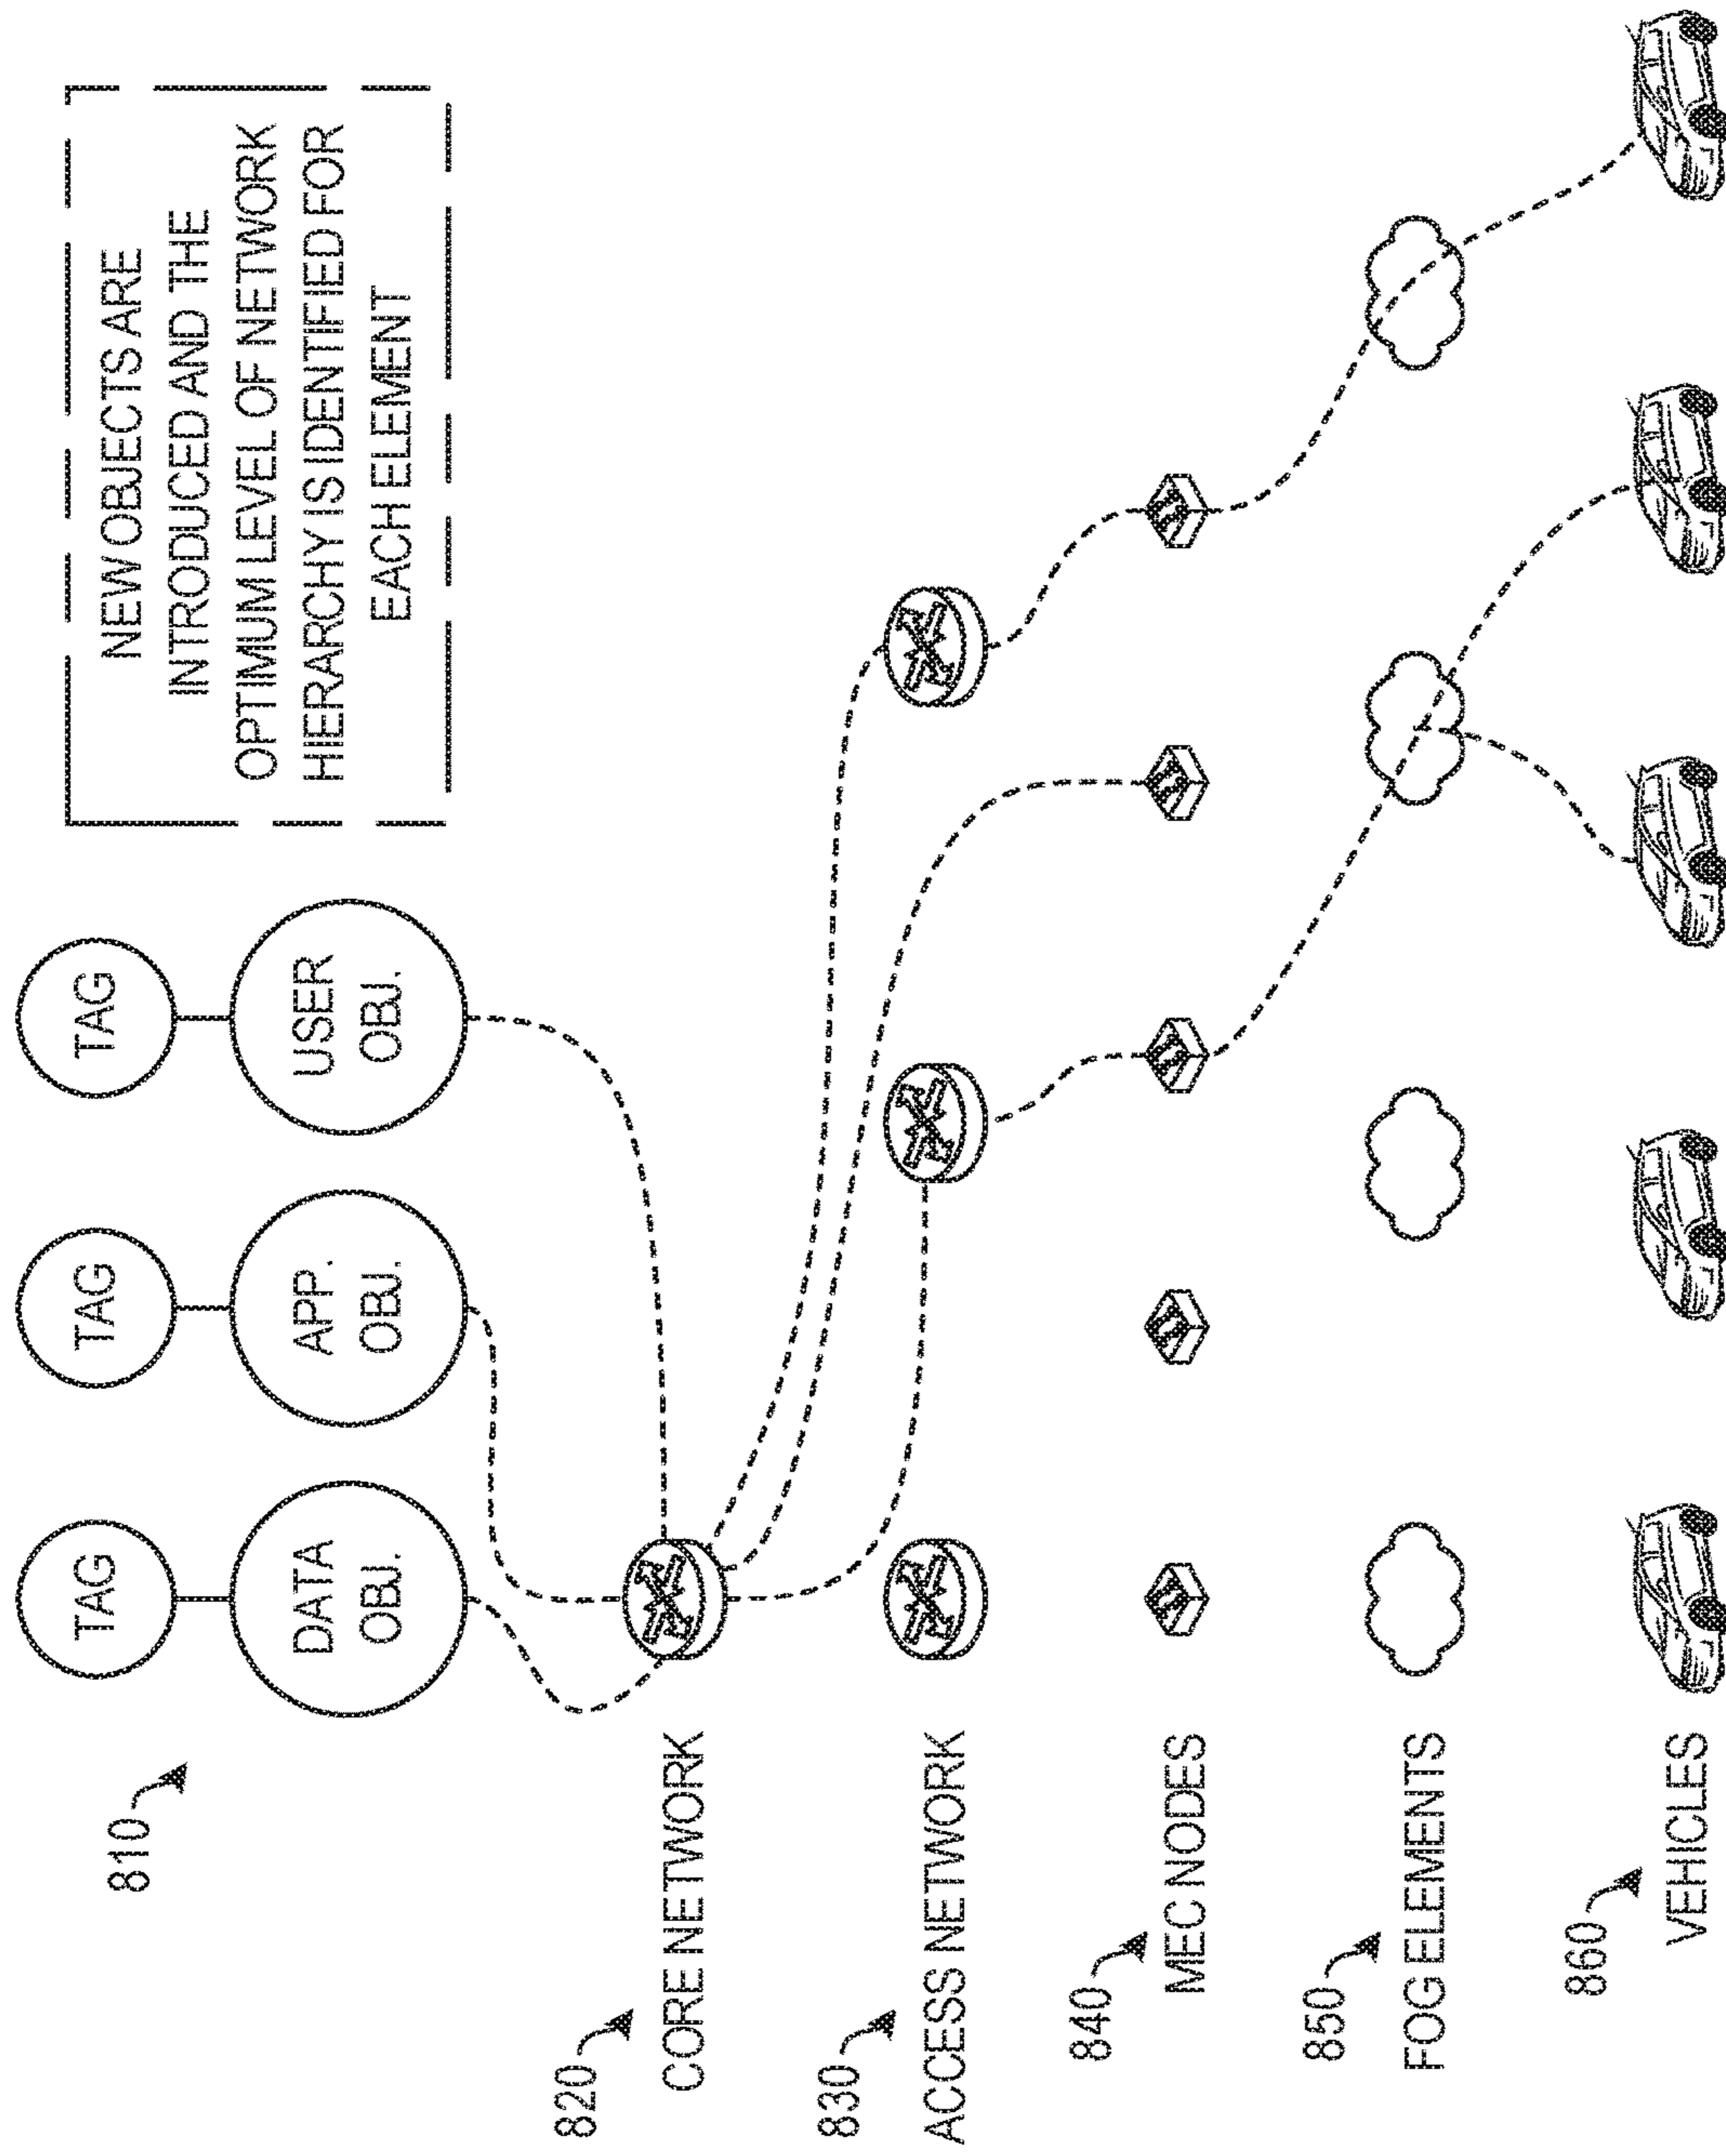 810
TAG
TAG
TAG
DATA
OBJ.
APP.
OBJ.
USER
OBJ.
NEW OBJECTS ARE
INTRODUCED AND THE
OPTIMUM LEVEL OF NETWORK
HIERARCHY IS IDENTIFIED FOR
EACH ELEMENT
820
CORE NETWORK
830
ACCESS NETWORK
840
MEC NODES
850
FOG ELEMENTS
860
VEHICLES